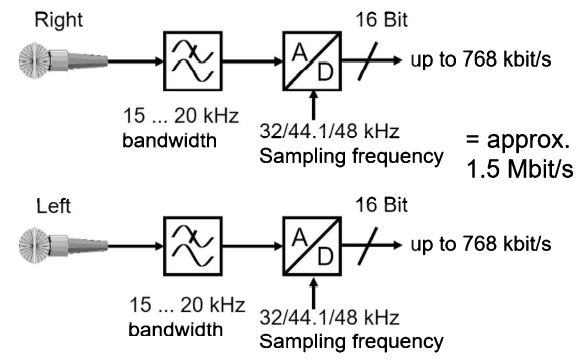 Right
16 Bit
A
D
up to 768 kbit/s
15 ... 20 kHz
bandwidth
32/44.1/48 kHz
Sampling frequency
= approx.
1.5 Mbit/s
Left
16 Bit
A
D
up to 768 kbit/s
15 ... 20 kHz
bandwidth
32/44.1/48 kHz
Sampling frequency